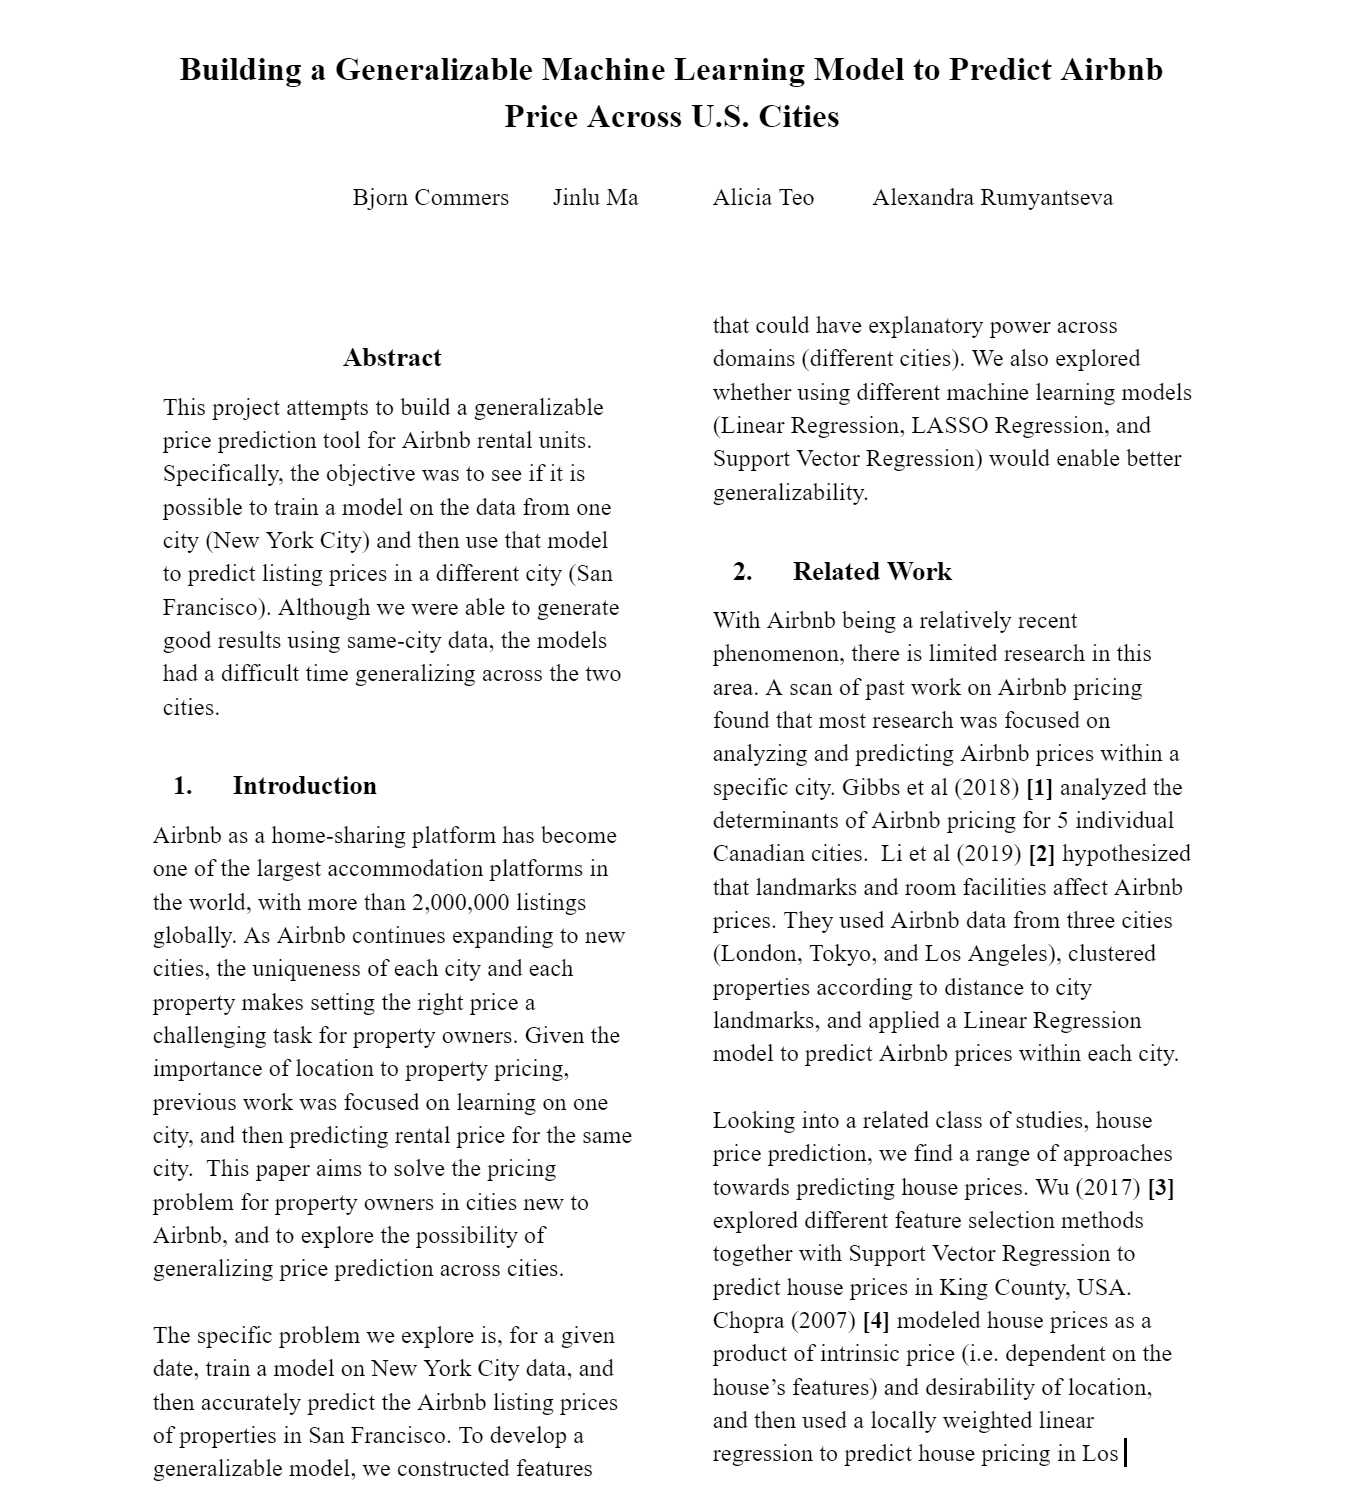 Building a Generalizable Machine Learning Model to Predict Airbnb
Price Across U.S. Cities
Bjorn Commers Jinlu Ma Alicia Teo Alexandra Rumyantseva
Abstract
This project attempts to build a generalizable
price prediction tool for Airbnb rental units.
Specifically, the objective was to see if it is
possible to train a model on the data from one
city (New York City) and then use that model
to predict listing prices in a different city (San
Francisco). Although we were able to generate
good results using same-city data, the models
had a difficult time generalizing across the two
cities.
1. Introduction
Airbnb as a home-sharing platform has become
one of the largest accommodation platforms in
the world, with more than 2,000,000 listings
globally. As Airbnb continues expanding to new
cities, the uniqueness of each city and each
property makes setting the right price a
challenging task for property owners. Given the
importance of location to property pricing,
previous work was focused on learning on one
city, and then predicting rental price for the same
city.  This paper aims to solve the pricing
problem for property owners in cities new to
Airbnb, and to explore the possibility of
generalizing price prediction across cities.
The specific problem we explore is, for a given
date, train a model on New York City data, and
then accurately predict the Airbnb listing prices
of properties in San Francisco. To develop a
generalizable model, we constructed features
that could have explanatory power across
domains (different cities). We also explored
whether using different machine learning models
(Linear Regression, LASSO Regression, and
Support Vector Regression) would enable better
generalizability.
2. Related Work
With Airbnb being a relatively recent
phenomenon, there is limited research in this
area. A scan of past work on Airbnb pricing
found that most research was focused on
analyzing and predicting Airbnb prices within a
specific city. Gibbs et al (2018) [1] analyzed the
determinants of Airbnb pricing for 5 individual
Canadian cities.  Li et al (2019) [2] hypothesized
that landmarks and room facilities affect Airbnb
prices. They used Airbnb data from three cities
(London, Tokyo, and Los Angeles), clustered
properties according to distance to city
landmarks, and applied a Linear Regression
model to predict Airbnb prices within each city.
Looking into a related class of studies, house
price prediction, we find a range of approaches
towards predicting house prices. Wu (2017) [3]
explored different feature selection methods
together with Support Vector Regression to
predict house prices in King County, USA.
Chopra (2007) [4] modeled house prices as a
product of intrinsic price (i.e. dependent on the
house’s features) and desirability of location,
and then used a locally weighted linear
regression to predict house pricing in Los